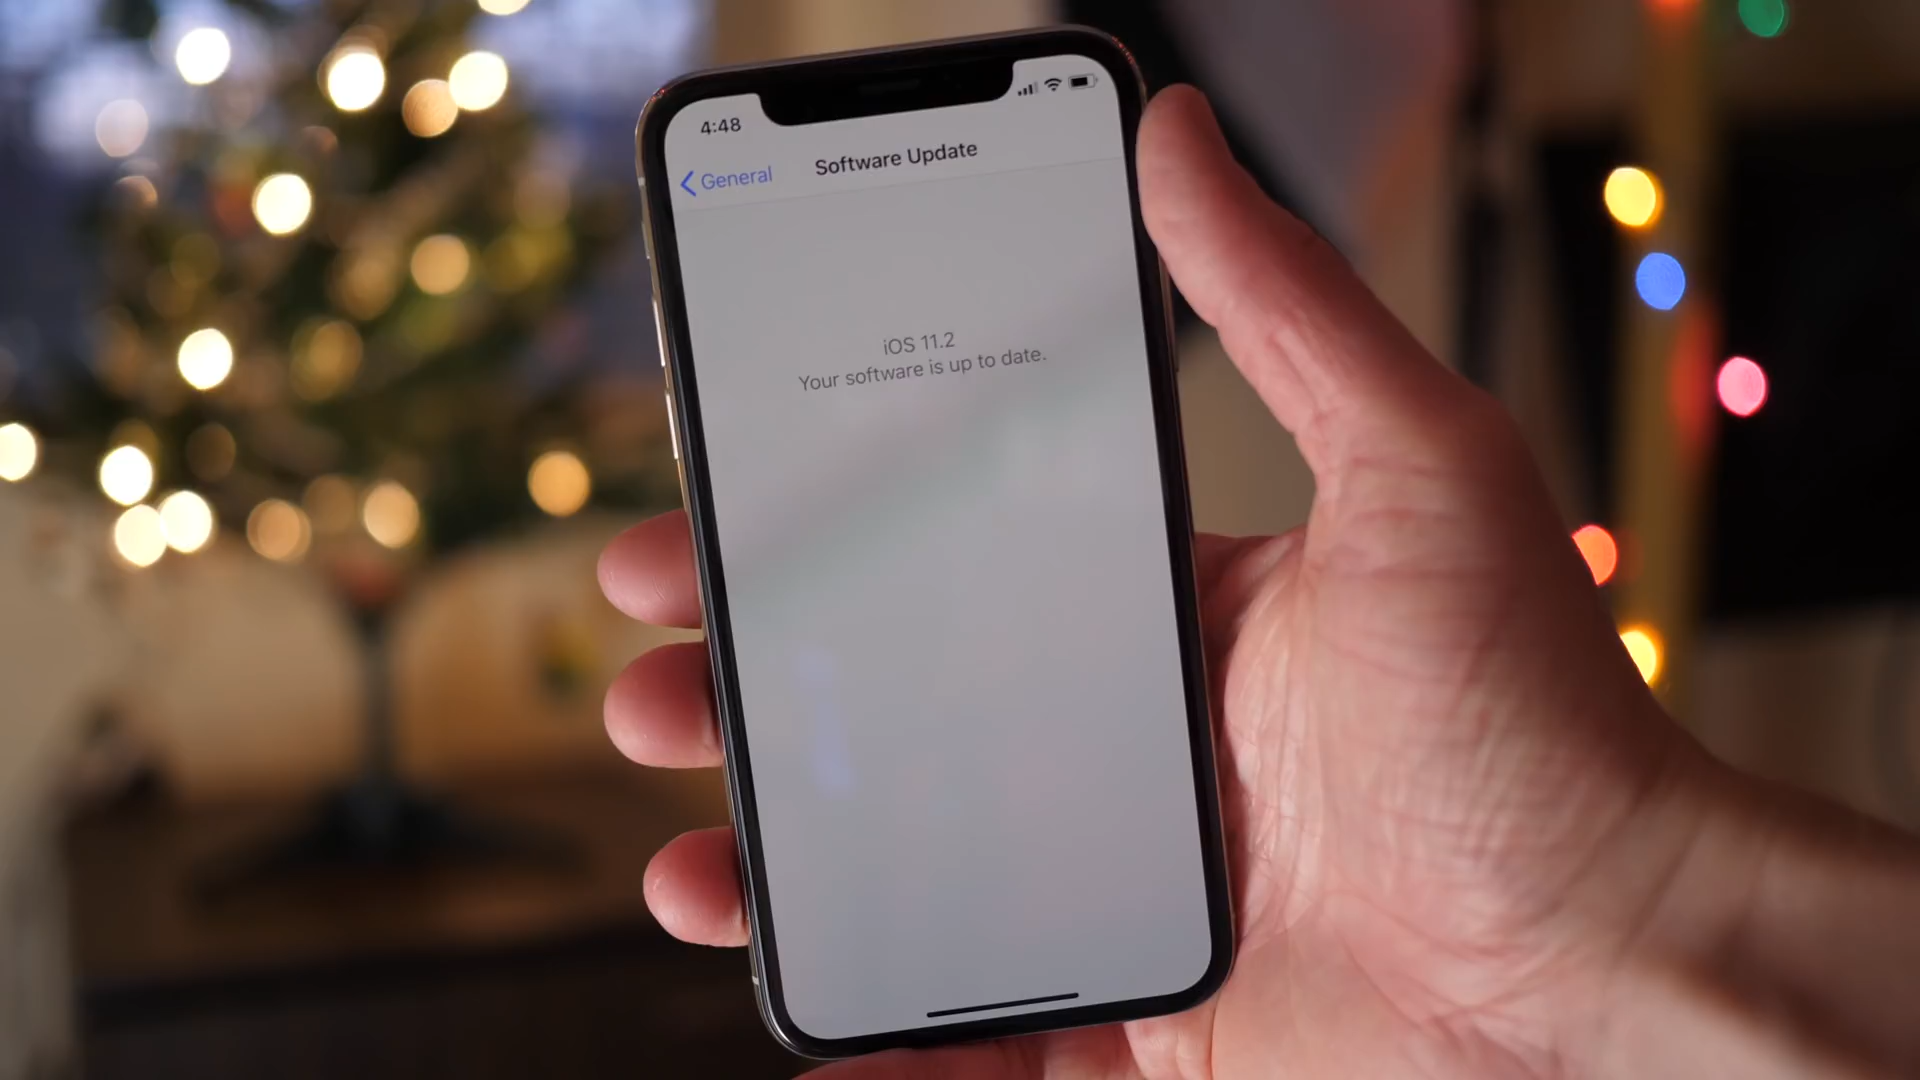 4:48
General
Software Update
iOS 11.2
Your software is up to date.